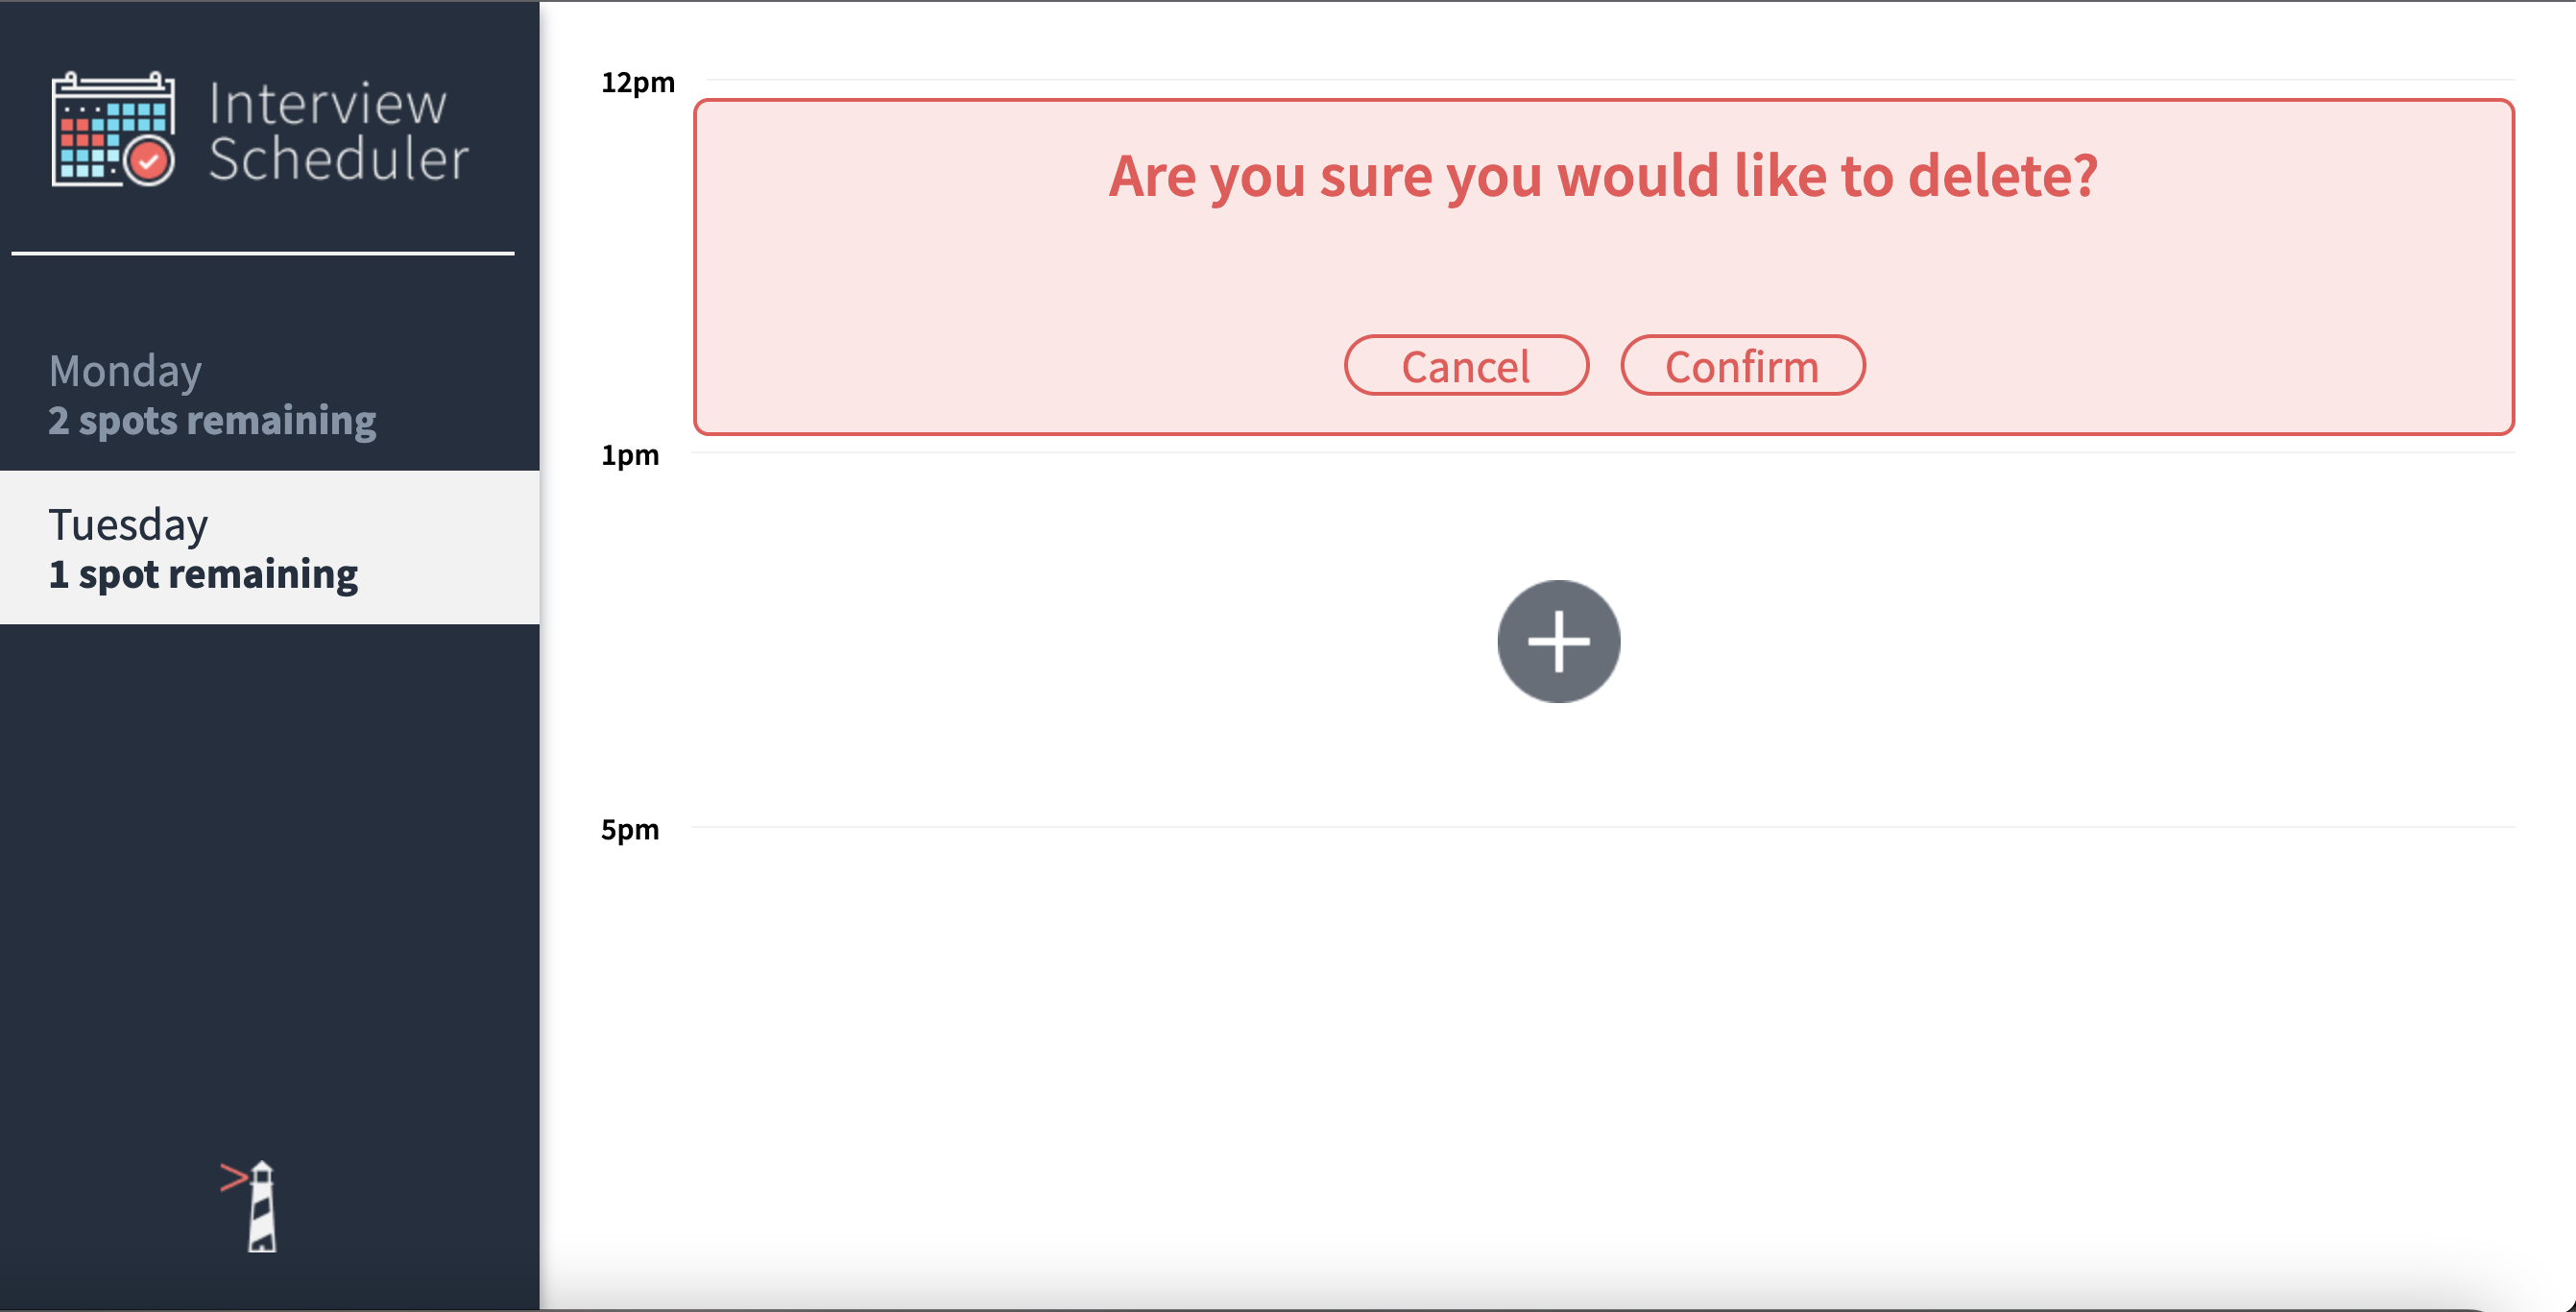 Interview
Scheduler
Monday
2 spots remaining
Tuesday
1 spot remaining
12pm
Are you sure you would like to delete?
Cancel Confirm
1pm
5pm